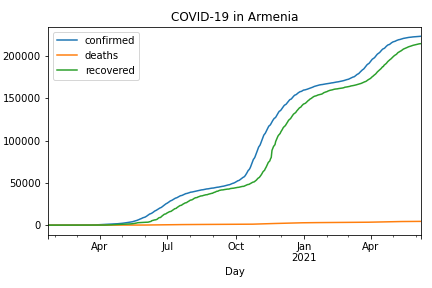 COVID-19 in Armenia
confirmed
deaths
recovered
200000
150000
100000
50000
0
Apr Jul Oct Jan Apr
2021
Day